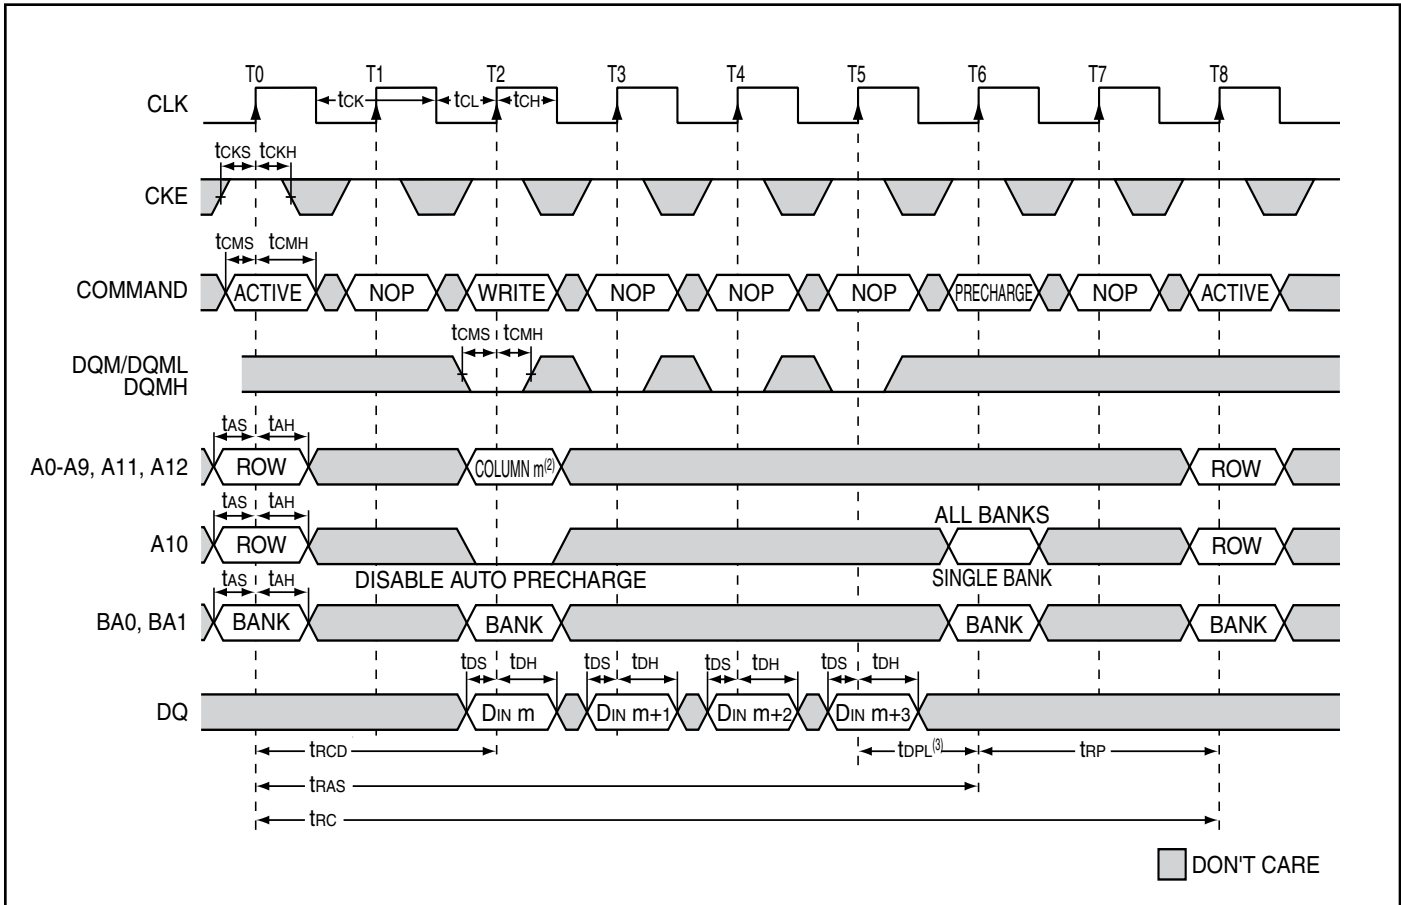 T0 T1 T2 T3 T4 T5 T6 T7 T8
CLK tCK tCL tCH
tCKS tCKH
CKE
tCMS tCMH
COMMAND ACTIVE NOP WRITE NOP NOP NOP PRECHARGE NOP ACTIVE
tCMS tCMH
DQM/DQML
DQMH
tAS tAH
A0-A9, A11, A12 ROW COLUMN m(2) ROW
tAS tAH ALL BANKS
A10 ROW ROW
DISABLE AUTO PRECHARGE SINGLE BANK
tAS tAH
BA0, BA1 BANK BANK BANK BANK
tDS tDH tDS tDH tDS tDH tDS tDH
DQ DIN m DIN m+1 DIN m+2 DIN m+3
tRCD tDPL(3) tRP
tRAS
tRC
DON'T CARE